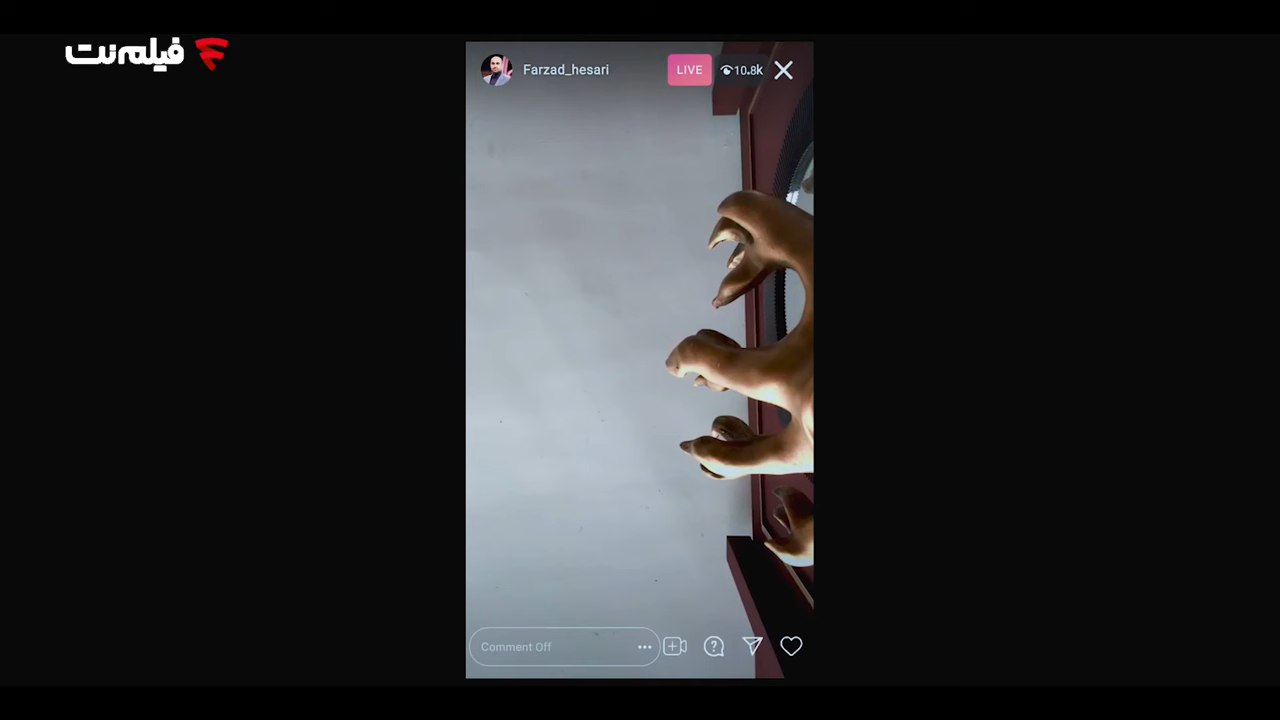 فیلم‌نت
Farzad_hesari
LIVE
10.8k
Comment Off